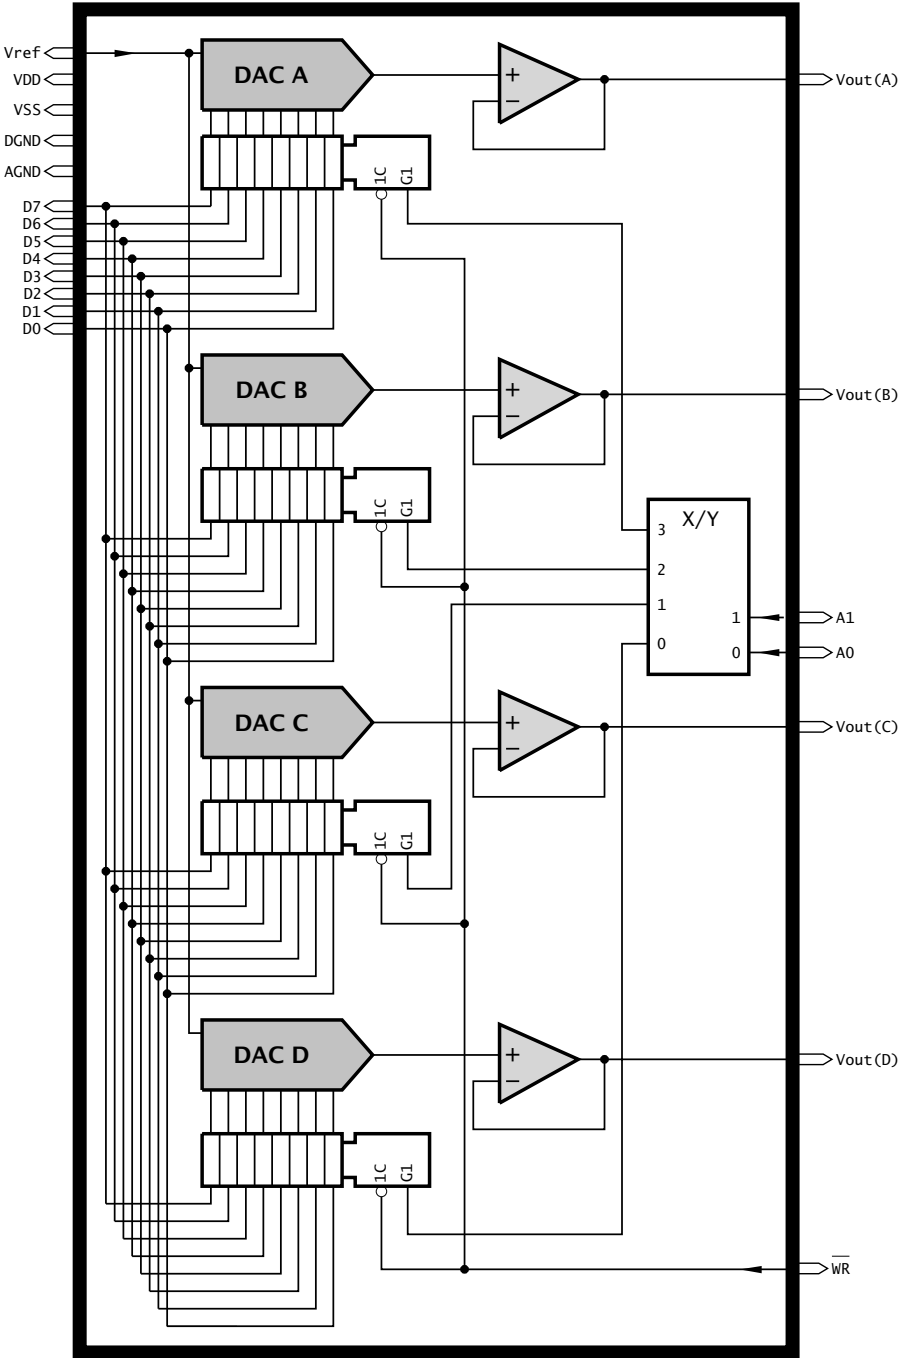 Vref
VDD
VSS
DGND
AGND
D7
D6
D5
D4
D3
D2
D1
D0
DAC A
+
−
Vout(A)
1C
G1
DAC B
+
−
Vout(B)
1C
G1
X/Y
3
2
1
0
1
0
A1
A0
DAC C
+
−
Vout(C)
1C
G1
DAC D
+
−
Vout(D)
1C
G1
W̅R̅